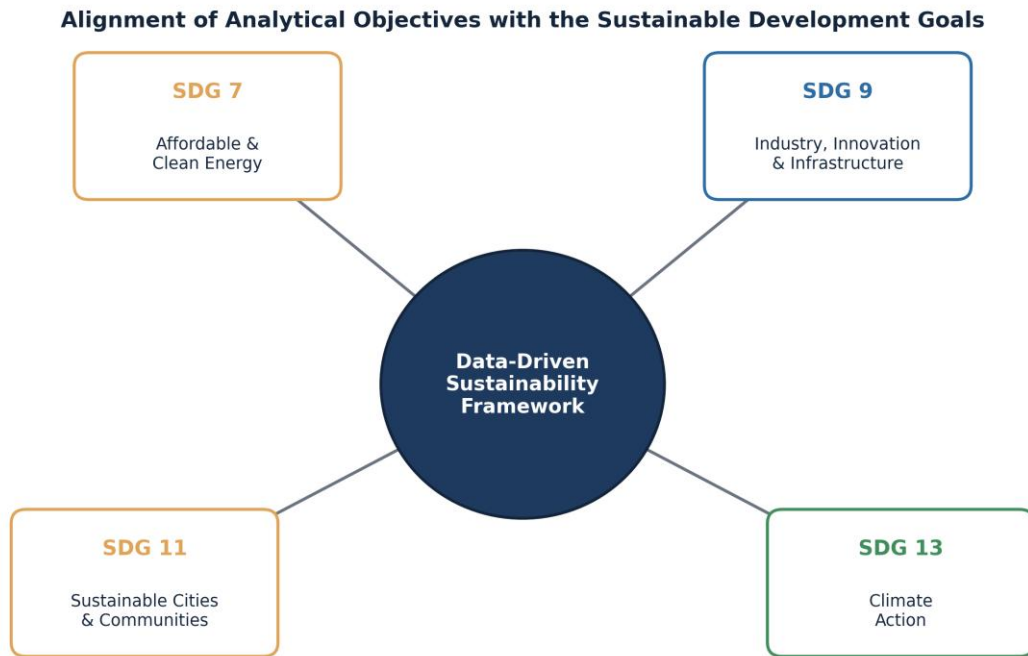 Alignment of Analytical Objectives with the Sustainable Development Goals
SDG 7
Affordable &
Clean Energy
SDG 9
Industry, Innovation
& Infrastructure
Data-Driven
Sustainability
Framework
SDG 11
Sustainable Cities
& Communities
SDG 13
Climate
Action